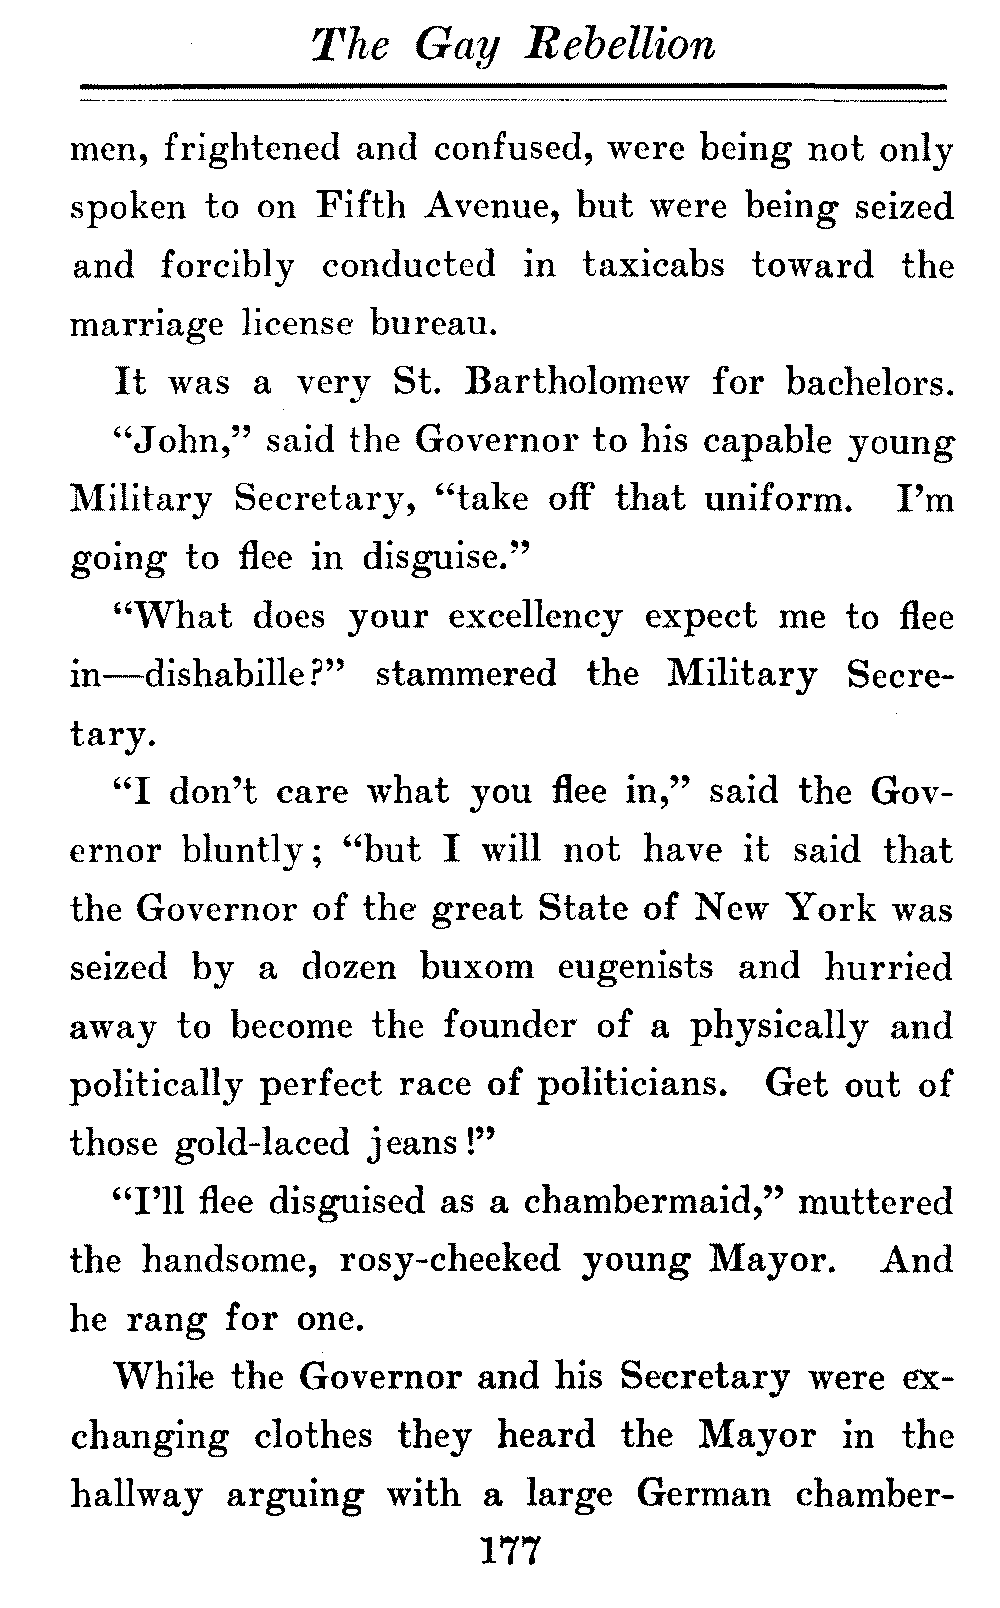 The Gay Rebellion
men, frightened and confused, were being not only
spoken to on Fifth Avenue, but were being seized
and forcibly conducted in taxicabs toward the
marriage license bureau.
It was a very St. Bartholomew for bachelors.
“John,” said the Governor to his capable young
Military Secretary, “take off that uniform. I’m
going to flee in disguise.”
“What does your excellency expect me to flee
in—dishabille?” stammered the Military Secre-
tary.
“I don’t care what you flee in,” said the Gov-
ernor bluntly; “but I will not have it said that
the Governor of the great State of New York was
seized by a dozen buxom eugenists and hurried
away to become the founder of a physically and
politically perfect race of politicians. Get out of
those gold-laced jeans!”
“I’ll flee disguised as a chambermaid,” muttered
the handsome, rosy-cheeked young Mayor. And
he rang for one.
While the Governor and his Secretary were ex-
changing clothes they heard the Mayor in the
hallway arguing with a large German chamber-
177